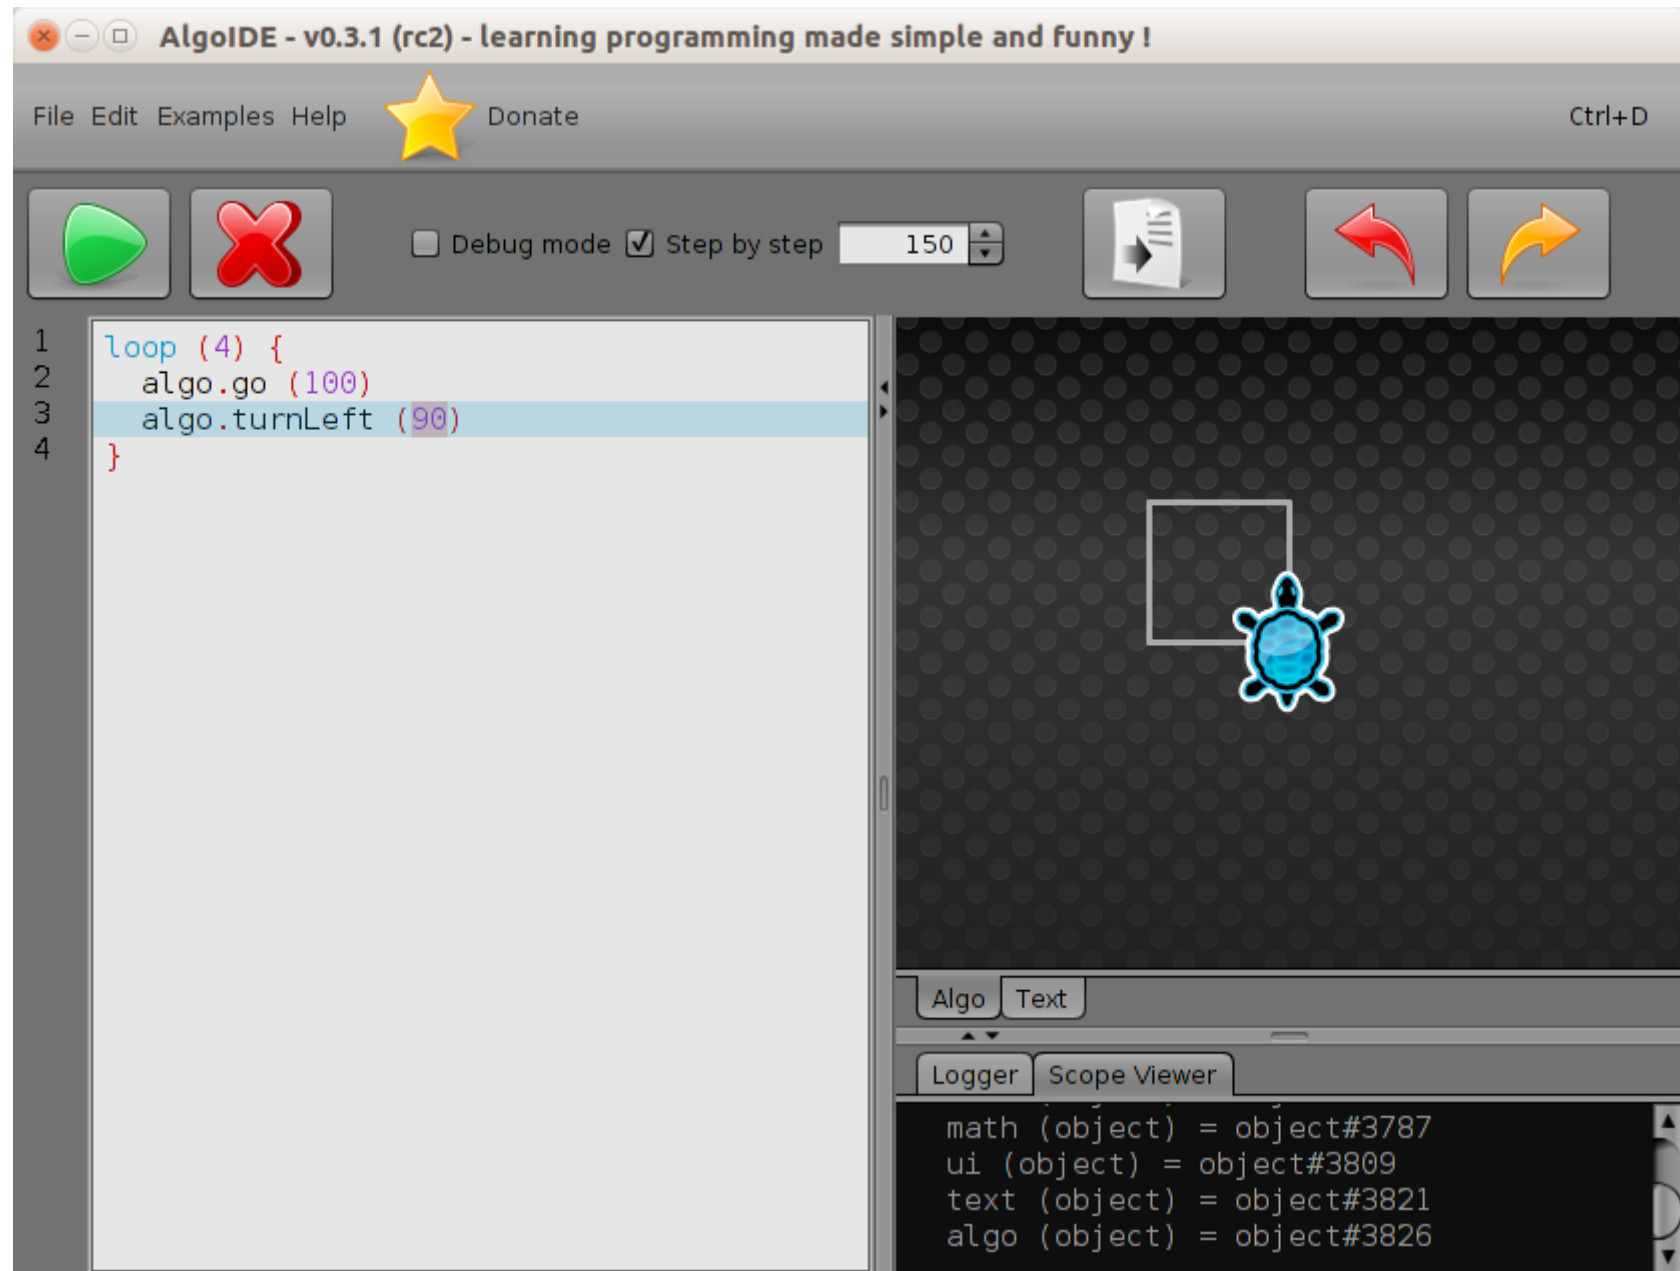 AlgoIDE - v0.3.1 (rc2) - learning programming made simple and funny !
File Edit Examples Help Donate Ctrl+D
Debug mode Step by step 150
1 loop (4) {
2 algo.go (100)
3 algo.turnLeft (90)
4 }
Algo Text
Logger Scope Viewer
math (object) = object#3787
ui (object) = object#3809
text (object) = object#3821
algo (object) = object#3826